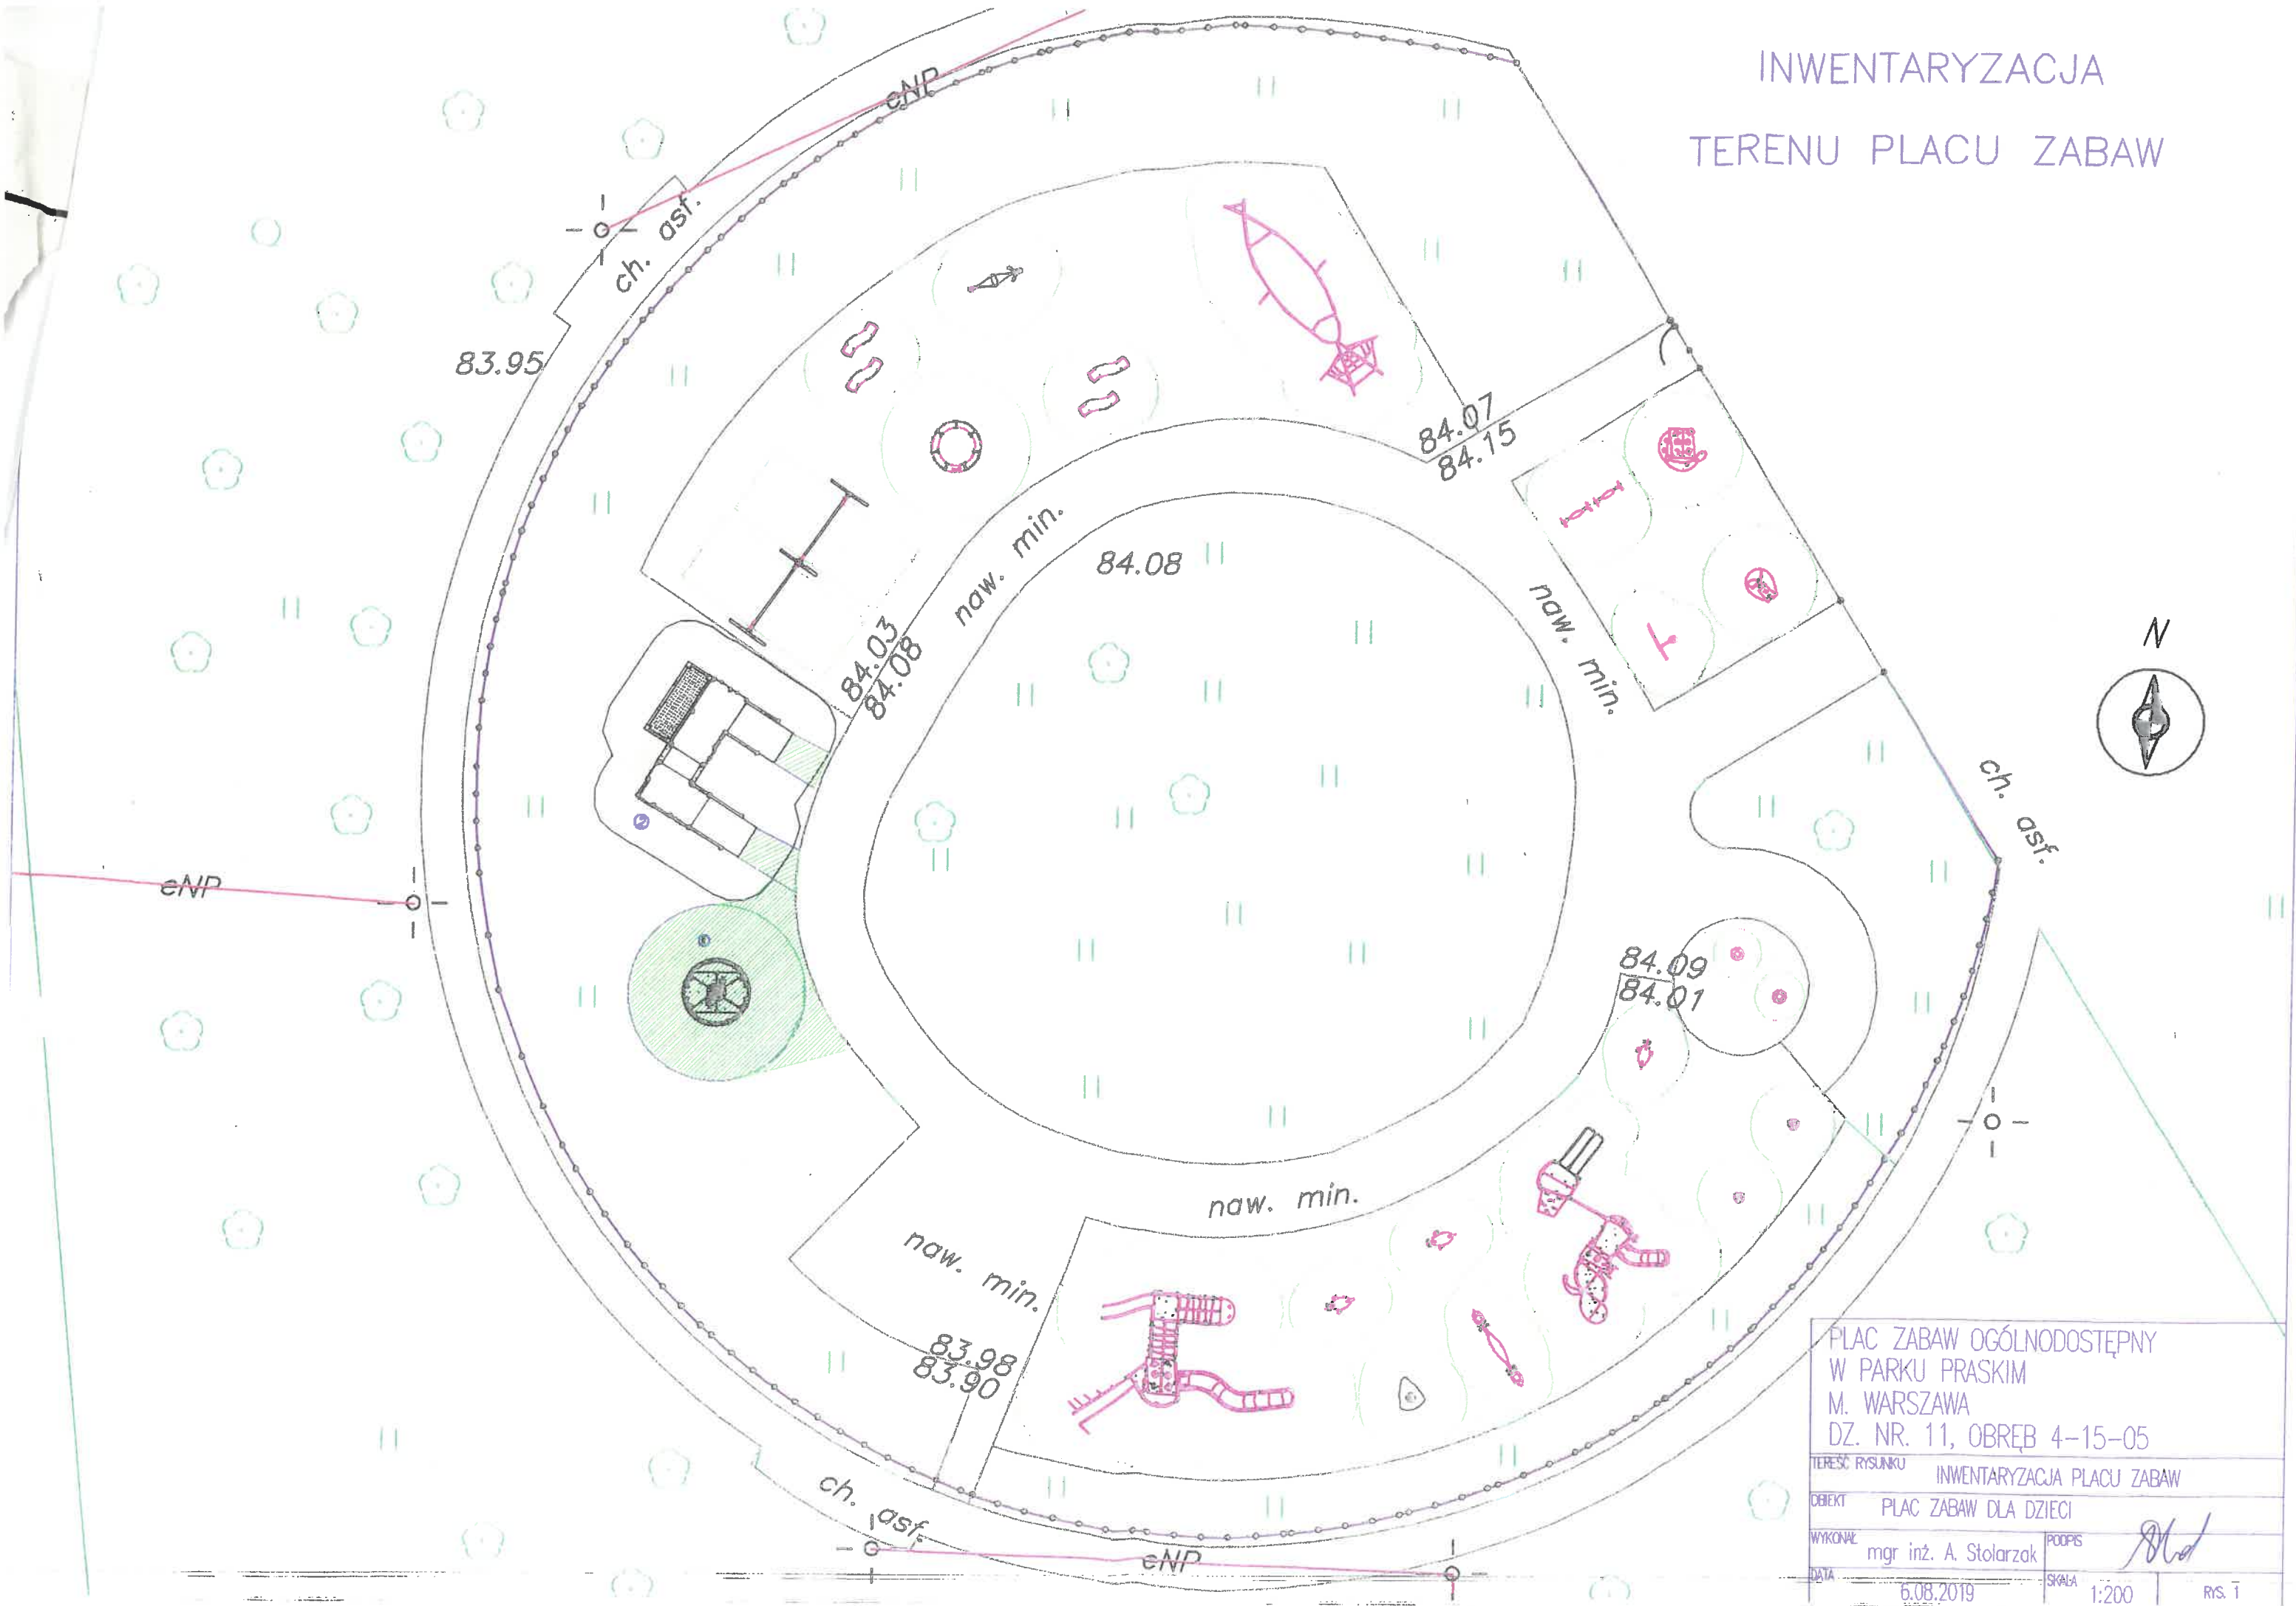 INWENTARYZACJA
TERENU PLACU ZABAW
eNP
ch. asf.
83.95
84.07
84.15
naw. min.
84.08
naw. min.
84.03
84.08
N
ch. asf.
eNP
84.09
84.01
naw. min.
naw. min.
83.98
83.90
ch. asf.
eNP
PLAC ZABAW OGÓLNODOSTĘPNY
W PARKU PRASKIM
M. WARSZAWA
DZ. NR. 11, OBRĘB 4-15-05
TEREŚĆ RYSUNKU INWENTARYZACJA PLACU ZABAW
OBIEKT PLAC ZABAW DLA DZIECI
WYKONAŁ mgr inż. A. Stolarzak PODPIS
DATA 6.08.2019 SKALA 1:200 RYS. 1